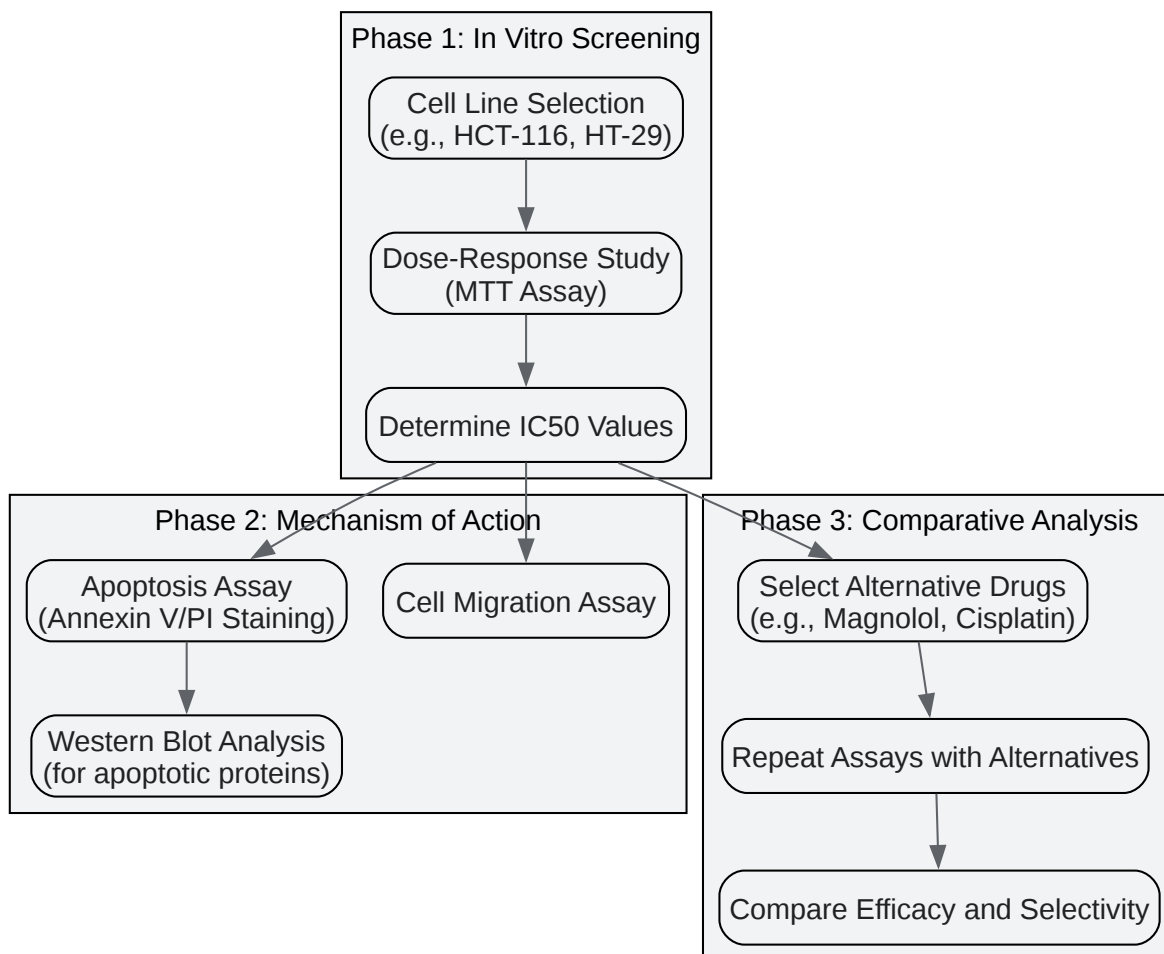 Phase 1: In Vitro Screening
Cell Line Selection
(e.g., HCT-116, HT-29)
Dose-Response Study
(MTT Assay)
Determine IC50 Values
Phase 2: Mechanism of Action
Apoptosis Assay
(Annexin V/PI Staining)
Cell Migration Assay
Western Blot Analysis
(for apoptotic proteins)
Phase 3: Comparative Analysis
Select Alternative Drugs
(e.g., Magnolol, Cisplatin)
Repeat Assays with Alternatives
Compare Efficacy and Selectivity